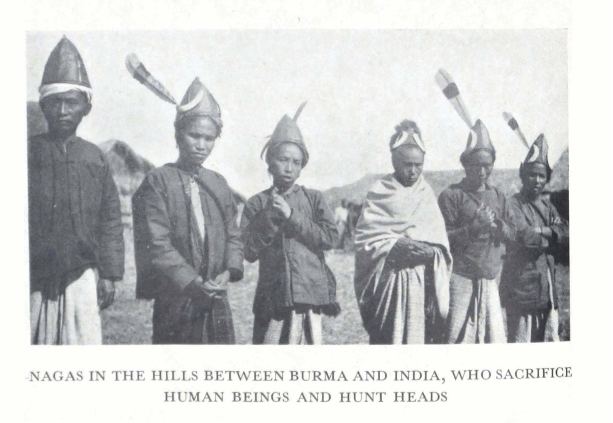 NAGAS IN THE HILLS BETWEEN BURMA AND INDIA, WHO SACRIFICE
HUMAN BEINGS AND HUNT HEADS